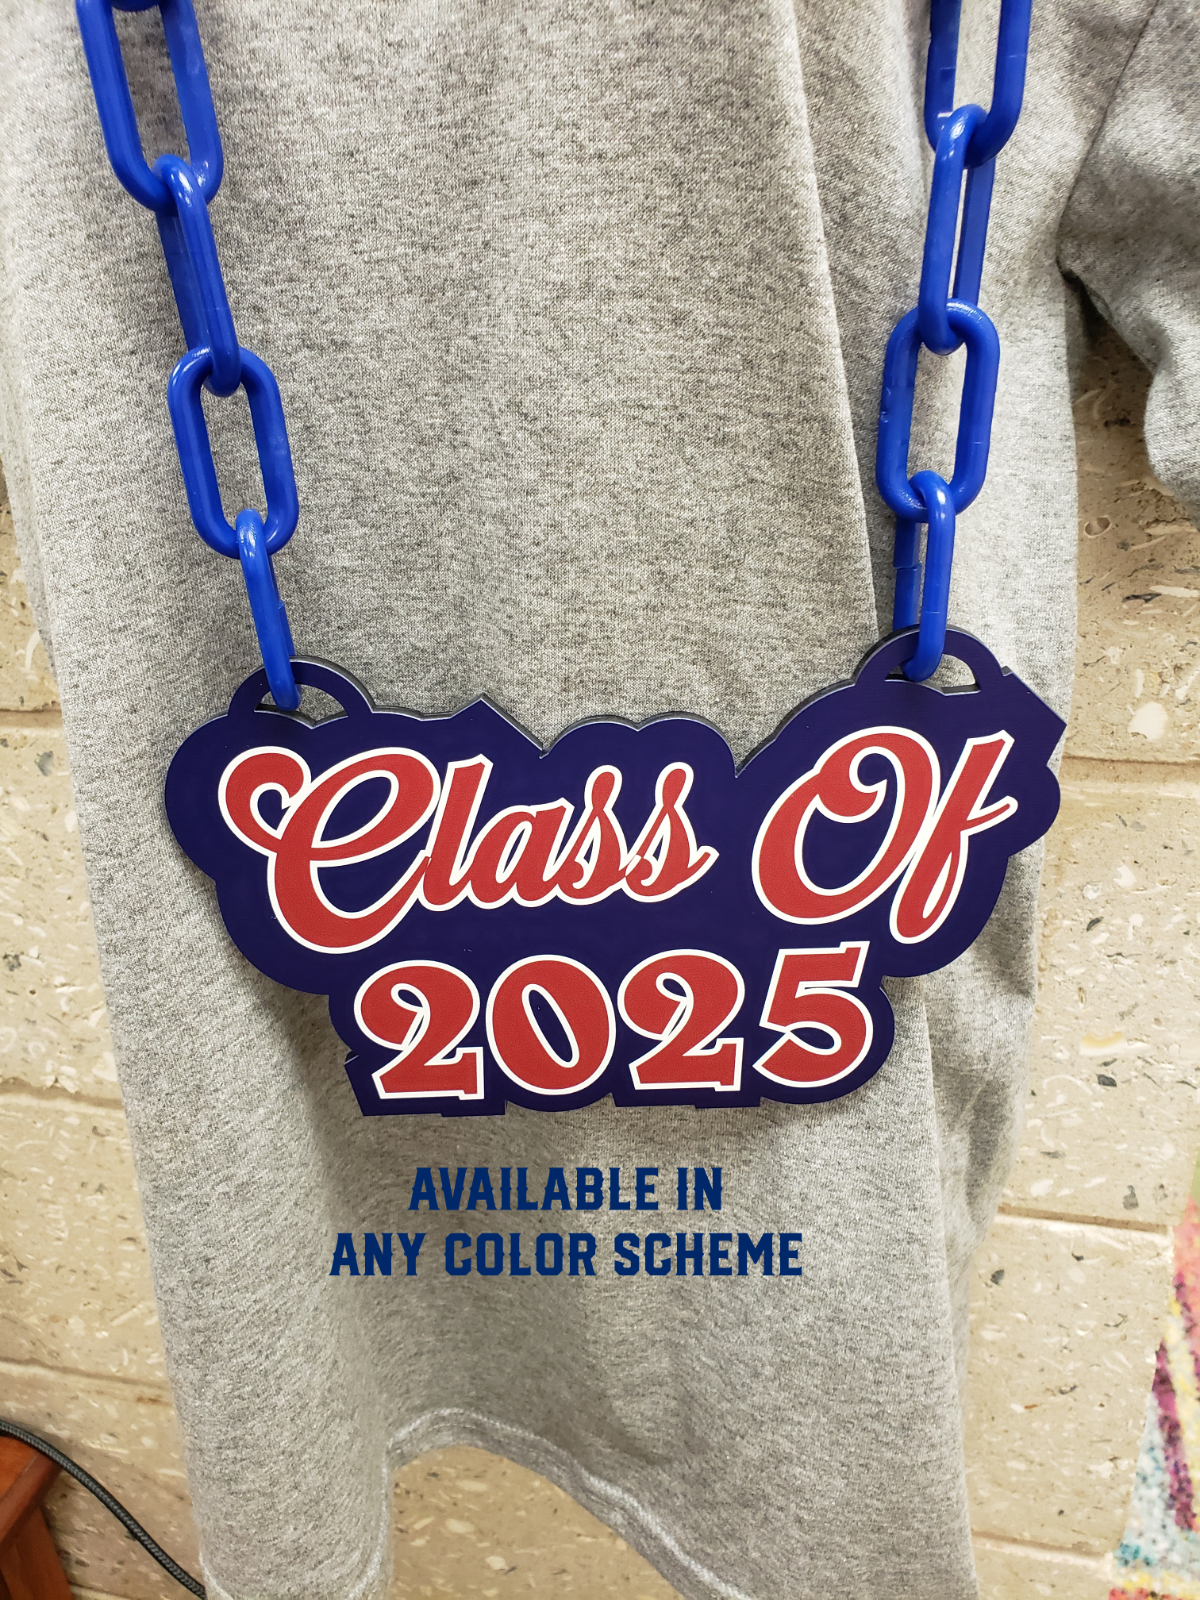 Class Of
2025
AVAILABLE IN
ANY COLOR SCHEME